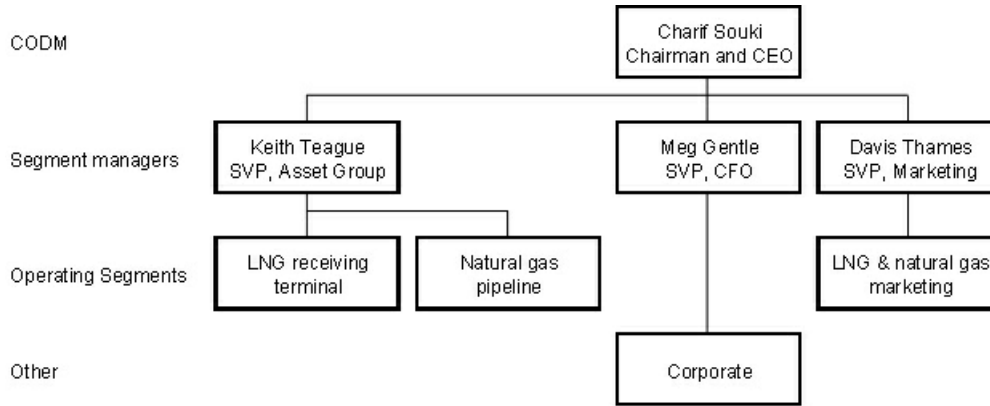 CODM
Charif Souki
Chairman and CEO
Segment managers
Keith Teague
SVP, Asset Group
Meg Gentle
SVP, CFO
Davis Thames
SVP, Marketing
Operating Segments
LNG receiving
terminal
Natural gas
pipeline
LNG & natural gas
marketing
Other
Corporate